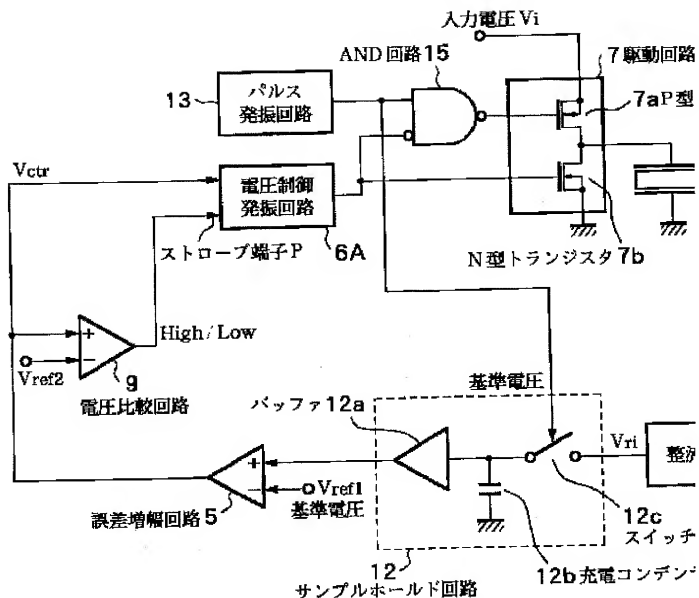 入力電圧Vi
AND回路15
7駆動回路
13
パルス
発振回路
7aP型
Vctr
電圧制御
発振回路
ストローブ端子P
6A
N型トランジスタ7b
+
−
High/Low
Vref2
9
電圧比較回路
基準電圧
バッファ12a
Vri
整流
+
−
Vref1
基準電圧
誤差増幅回路5
12c
スイッチ
12
サンプルホールド回路
12b充電コンデン